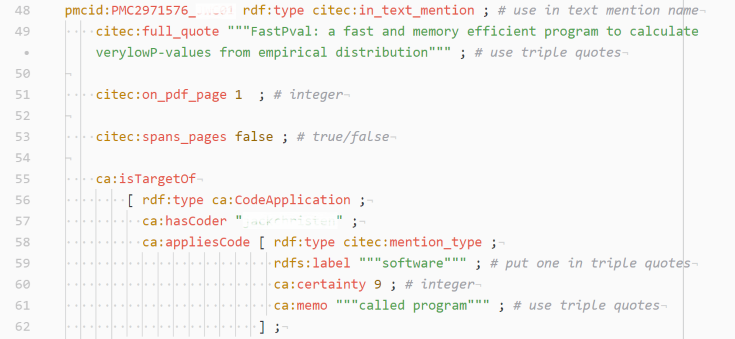 48 pmcid:PMC2971576_ rdf:type citec:in_text_mention ; # use in text mention name
49 citec:full_quote """FastPval: a fast and memory efficient program to calculate
verylowP-values from empirical distribution""" ; # use triple quotes
50
51 citec:on_pdf_page 1  ; # integer
52
53 citec:spans_pages false ; # true/false
54
55 ca:isTargetOf
56 [ rdf:type ca:CodeApplication ;
57 ca:hasCoder " " ;
58 ca:appliesCode [ rdf:type citec:mention_type ;
59 rdfs:label """software""" ; # put one in triple quotes
60 ca:certainty 9 ; # integer
61 ca:memo """called program""" ; # use triple quotes
62 ] ;